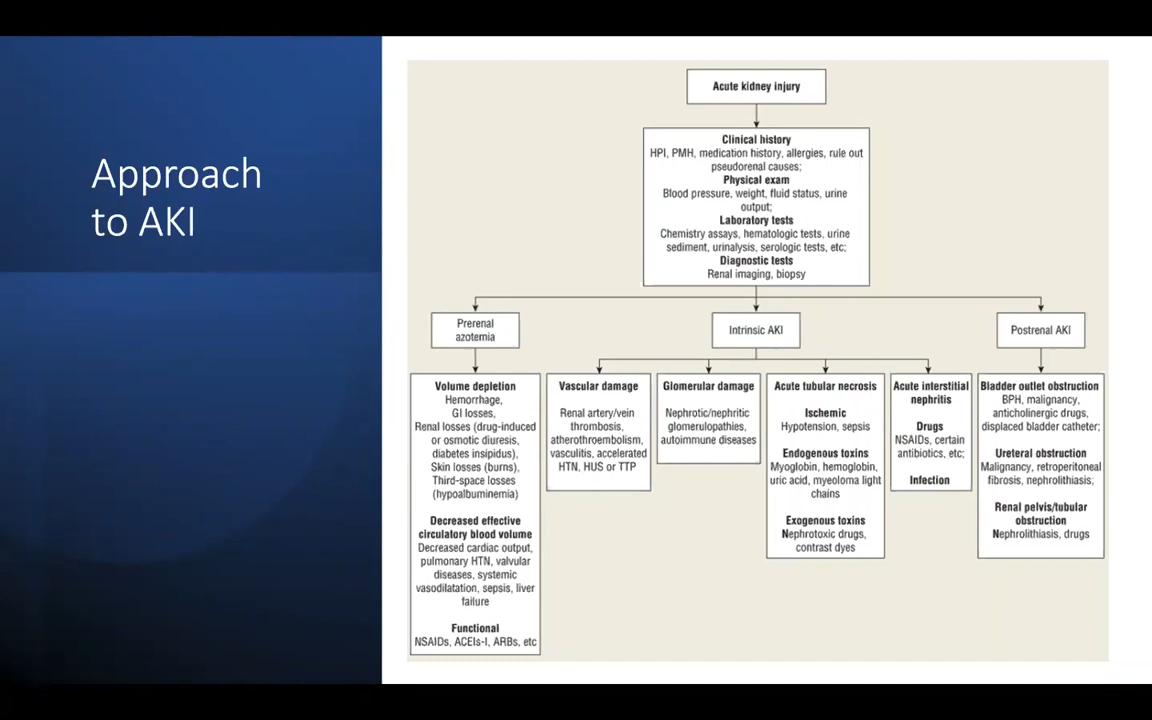 Approach
to AKI
Acute kidney injury
Clinical history
HPI, PMH, medication history, allergies, rule out
pseudorenal causes;
Physical exam
Blood pressure, weight, fluid status, urine
output;
Laboratory tests
Chemistry assays, hematologic tests, urine
sediment, urinalysis, serologic tests, etc;
Diagnostic tests
Renal imaging, biopsy
Prerenal
azotemia
Intrinsic AKI
Postrenal AKI
Volume depletion
Hemorrhage,
GI losses,
Renal losses (drug-induced
or osmotic diuresis,
diabetes insipidus),
Skin losses (burns),
Third-space losses
(hypoalbuminemia)
Decreased effective
circulatory blood volume
Decreased cardiac output,
pulmonary HTN, valvular
diseases, systemic
vasodilatation, sepsis, liver
failure
Functional
NSAIDs, ACEIs-I, ARBs, etc
Vascular damage
Renal artery/vein
thrombosis,
atherothroembolism,
vasculitis, accelerated
HTN, HUS or TTP
Glomerular damage
Nephrotic/nephritic
glomerulopathies,
autoimmune diseases
Acute tubular necrosis
Ischemic
Hypotension, sepsis
Endogenous toxins
Myoglobin, hemoglobin,
uric acid, myeloma light
chains
Exogenous toxins
Nephrotoxic drugs,
contrast dyes
Acute interstitial
nephritis
Drugs
NSAIDs, certain
antibiotics, etc;
Infection
Bladder outlet obstruction
BPH, malignancy,
anticholinergic drugs,
displaced bladder catheter;
Ureteral obstruction
Malignancy, retroperitoneal
fibrosis, nephrolithiasis;
Renal pelvis/tubular
obstruction
Nephrolithiasis, drugs